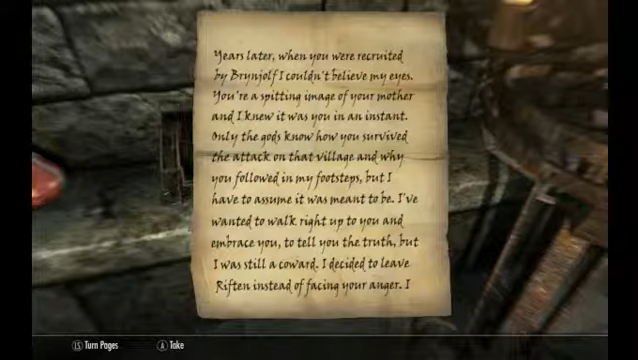 Years later, when you were recruited
by Brynjolf I couldn't believe my eyes.
You're a spitting image of your mother
and I knew it was you in an instant.
Only the gods know how you survived
the attack on that village and why
you followed in my footsteps, but I
have to assume it was meant to be. I've
wanted to walk right up to you and
embrace you, to tell you the truth, but
I was still a coward. I decided to leave
Riften instead of facing your anger. I
LS Turn Pages A Take